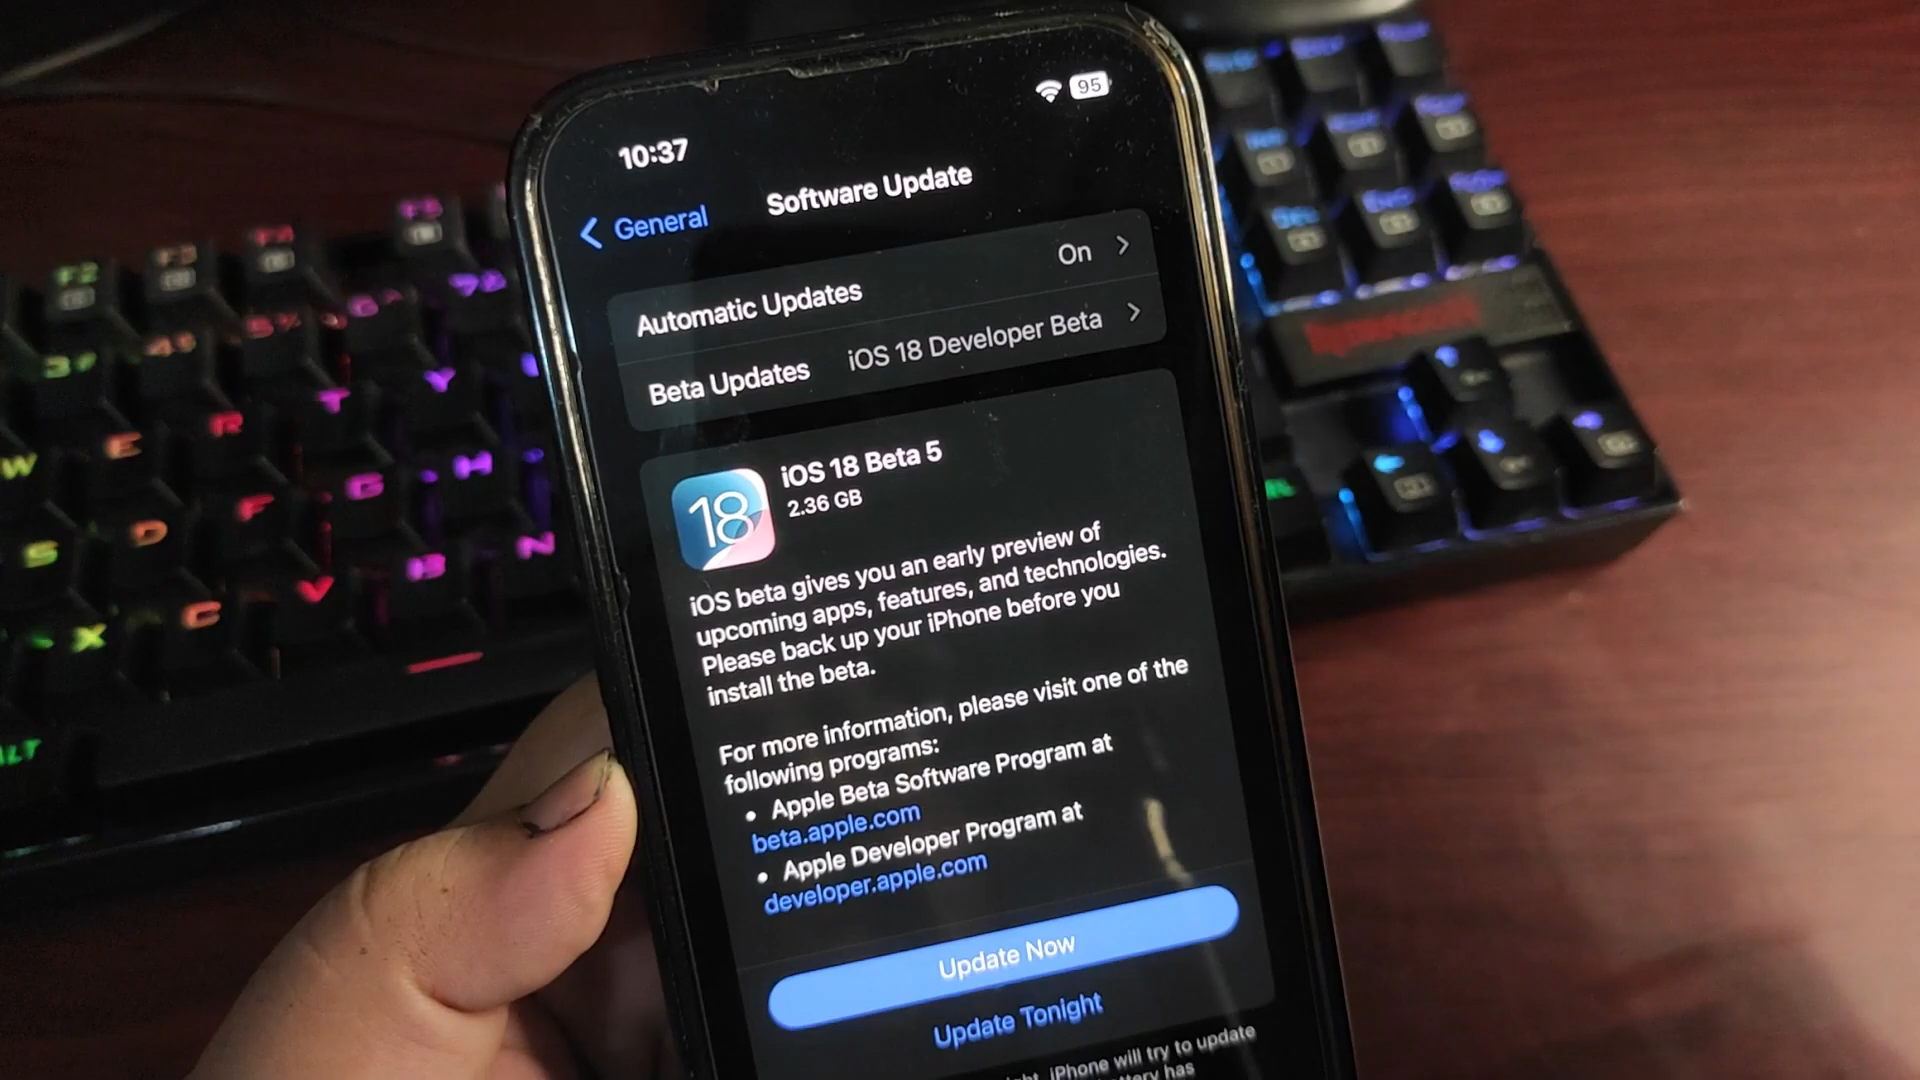 10:37
95
General
Software Update
Automatic Updates On
Beta Updates iOS 18 Developer Beta
18
iOS 18 Beta 5
2.36 GB
iOS beta gives you an early preview of
upcoming apps, features, and technologies.
Please back up your iPhone before you
install the beta.
For more information, please visit one of the
following programs:
• Apple Beta Software Program at
beta.apple.com
• Apple Developer Program at
developer.apple.com
Update Now
Update Tonight
iPhone will try to update
has
F2
F3
F4
W
E
R
T
Y
S
D
F
G
H
X
C
V
B
N